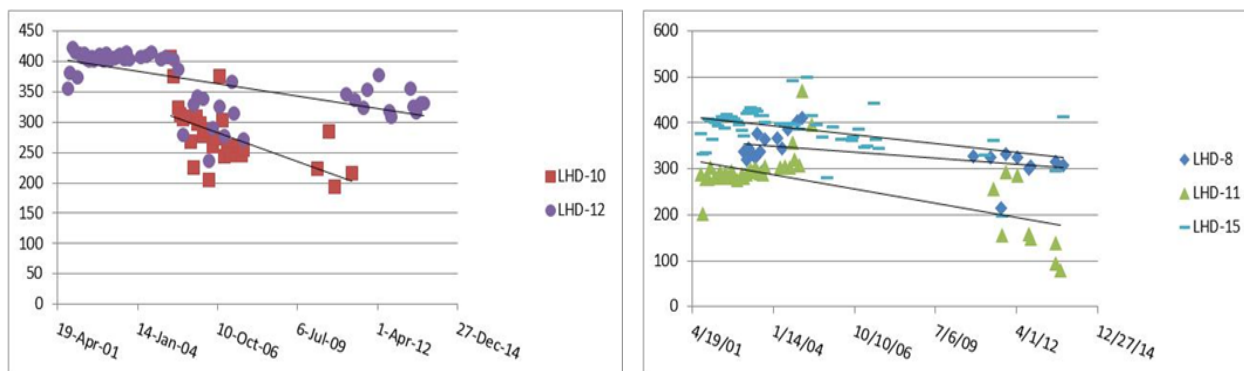 450
400
350
300
250
200
150
100
50
0
19-Apr-01
14-Jan-04
10-Oct-06
6-Jul-09
1-Apr-12
27-Dec-14
LHD-10
LHD-12
600
500
400
300
200
100
0
4/19/01
1/14/04
10/10/06
7/6/09
4/1/12
12/27/14
LHD-8
LHD-11
LHD-15